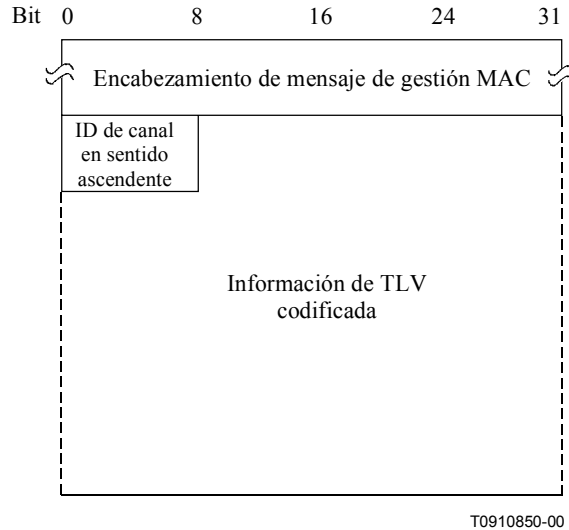 Bit 0 8 16 24 31
Encabezamiento de mensaje de gestión MAC
ID de canal
en sentido
ascendente
Información de TLV
codificada
T0910850-00